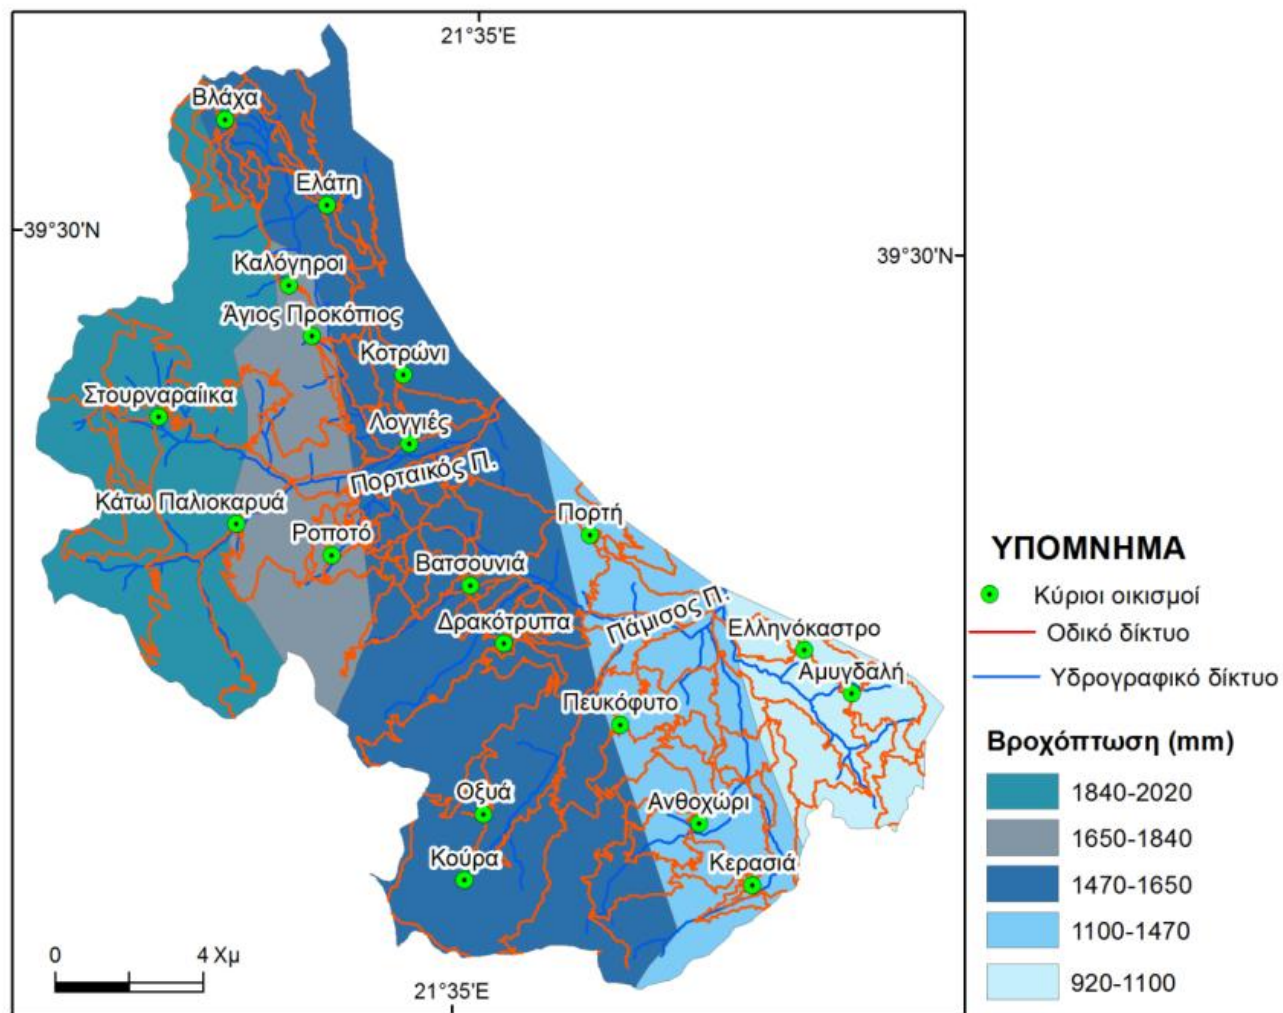 21°35'E
Βλάχα
Ελάτη
39°30'N
39°30'N
Καλόγηροι
Άγιος Προκόπιος
Κοτρώνι
Στουρναραίικα
Λογγιές
Πορταικός Π.
Κάτω Παλιοκαρυά
Ροποτό
Πορτή
Βατσουνιά
Δρακότρυπα
Πάμισος Π.
Ελληνόκαστρο
Αμυγδαλή
Πευκόφυτο
Οξυά
Ανθοχώρι
Κούρα
Κερασιά
0 4 Χμ
21°35'E
ΥΠΟΜΝΗΜΑ
Κύριοι οικισμοί
Οδικό δίκτυο
Υδρογραφικό δίκτυο
Βροχόπτωση (mm)
1840-2020
1650-1840
1470-1650
1100-1470
920-1100